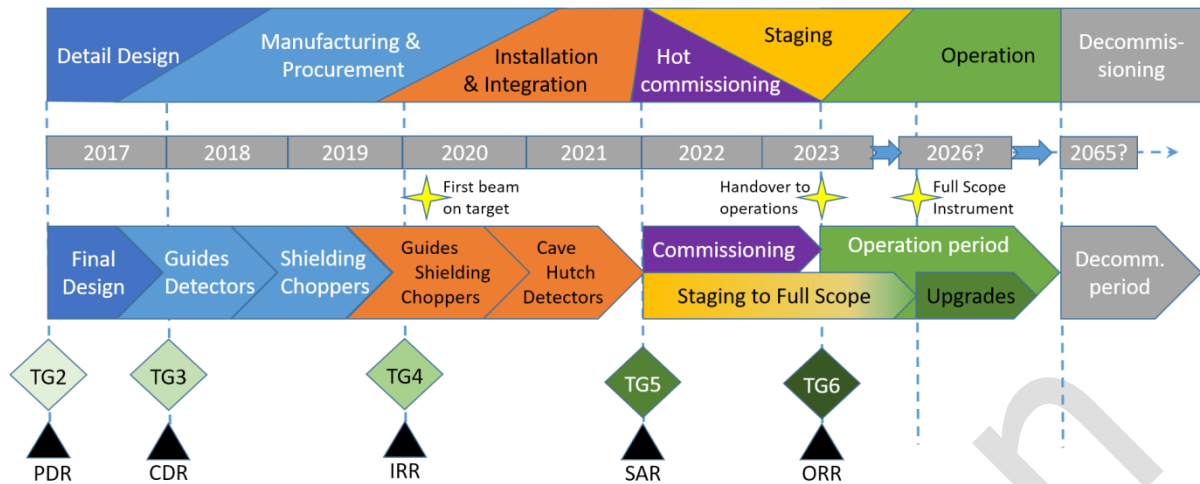 Detail Design
Manufacturing &
Procurement
Installation
& Integration
Hot
commissioning
Staging
Operation
Decommis-
sioning
2017
2018
2019
2020
2021
2022
2023
2026?
2065?
First beam
on target
Handover to
operations
Full Scope
Instrument
Final
Design
Guides
Detectors
Shielding
Choppers
Guides
Shielding
Choppers
Cave
Hutch
Detectors
Commissioning
Operation period
Staging to Full Scope
Upgrades
Decomm.
period
TG2
TG3
TG4
TG5
TG6
PDR
CDR
IRR
SAR
ORR